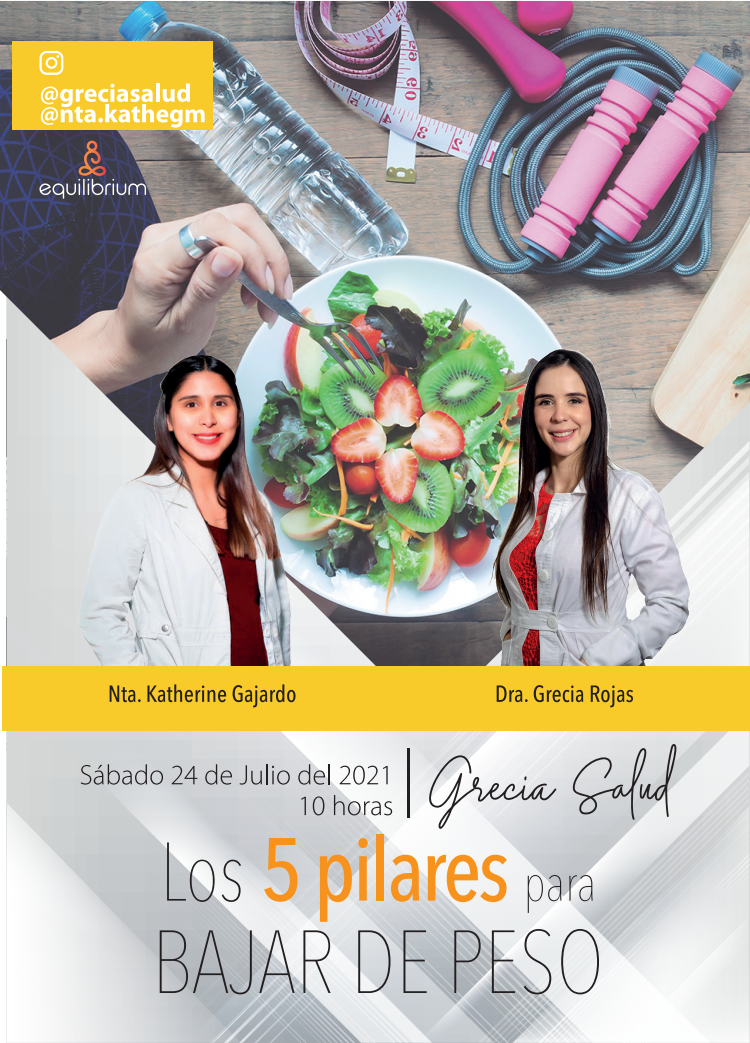 @greciasalud
@nta.kathegm
equilibrium
Nta. Katherine Gajardo
Dra. Grecia Rojas
Sábado 24 de Julio del 2021
10 horas
Grecia Salud
Los 5 pilares para
BAJAR DE PESO